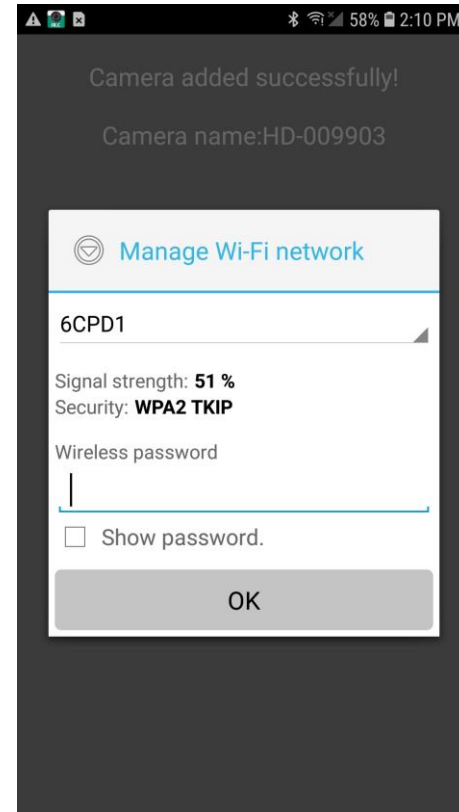 58% 2:10 PM
Camera added successfully!
Camera name:HD-009903
Manage Wi-Fi network
6CPD1
Signal strength: 51 %
Security: WPA2 TKIP
Wireless password
Show password.
OK